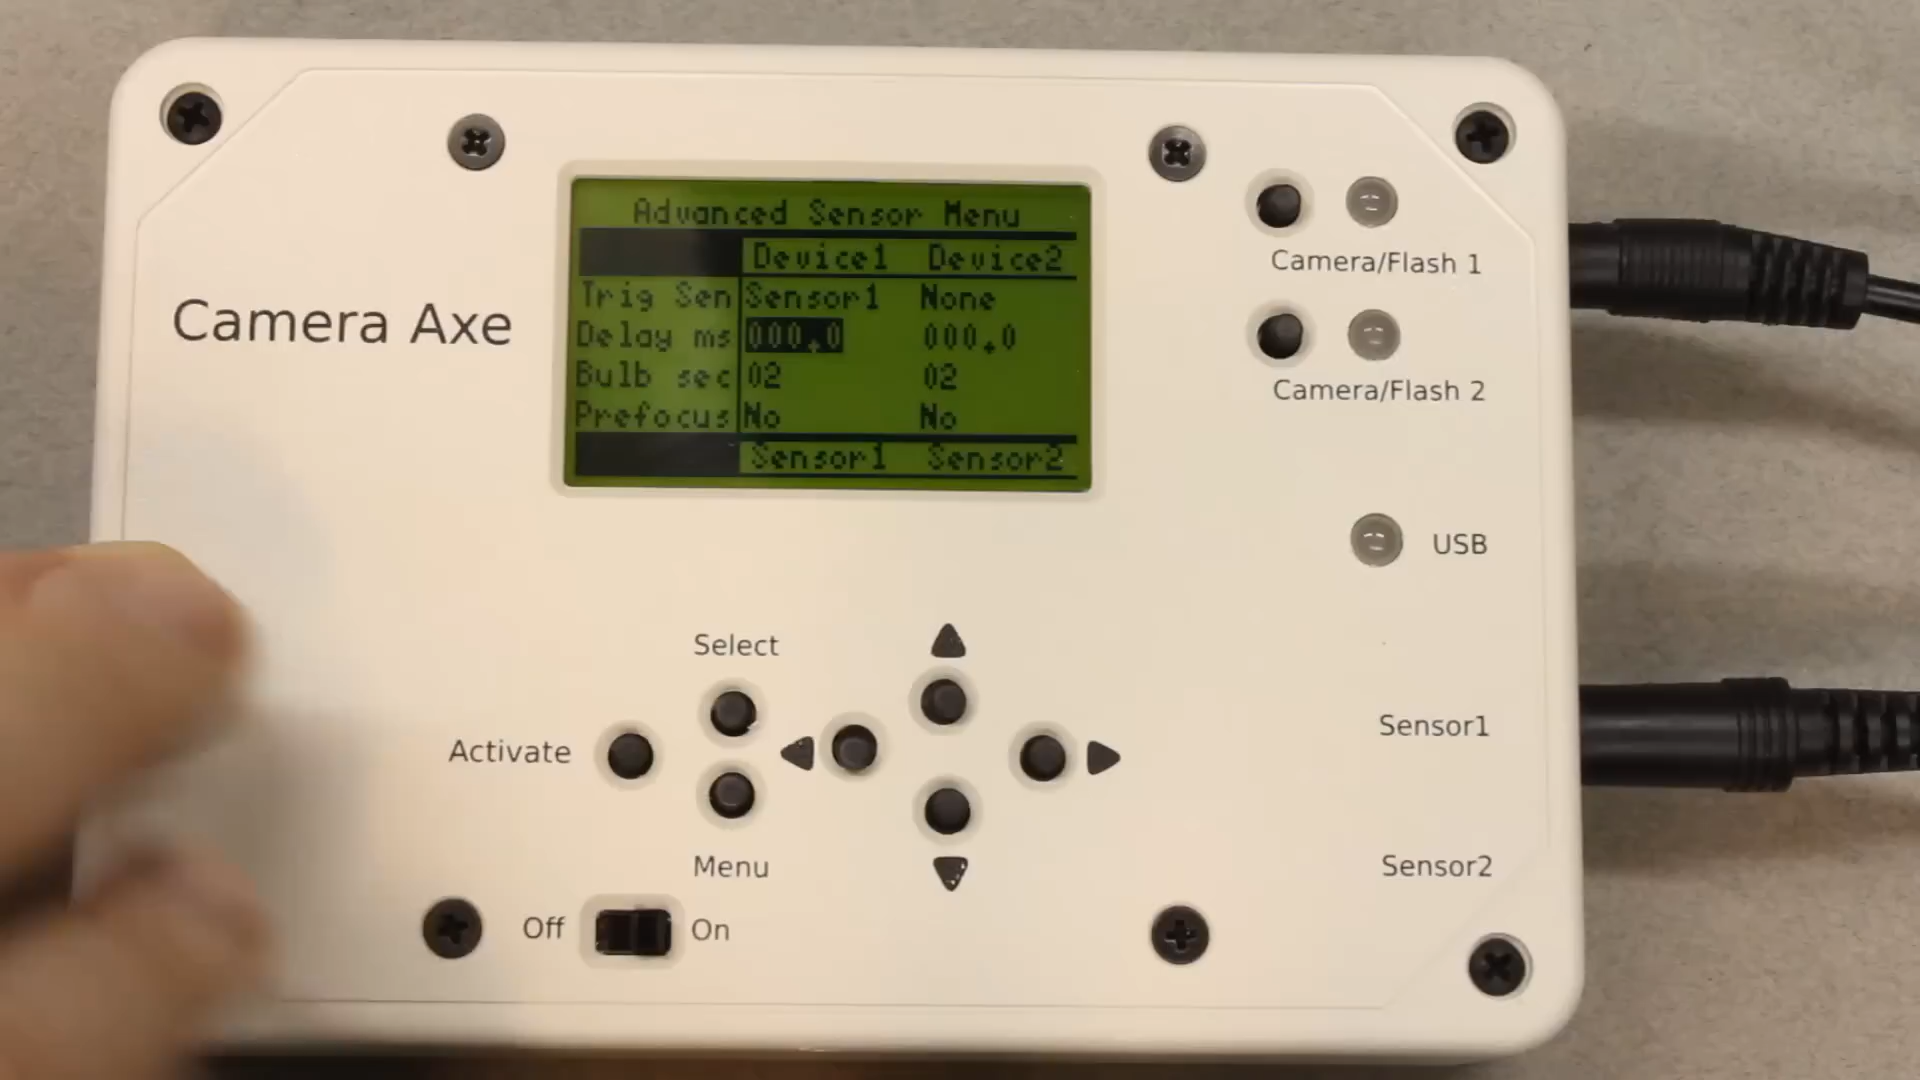 Advanced Sensor Menu
Device1 Device2
Trig Sen Sensor1 None
Delay ms 000.0 000.0
Bulb sec 02 02
Prefocus No No
Sensor1 Sensor2
Camera Axe
Camera/Flash 1
Camera/Flash 2
USB
Select
Activate
Menu
Sensor1
Sensor2
Off On